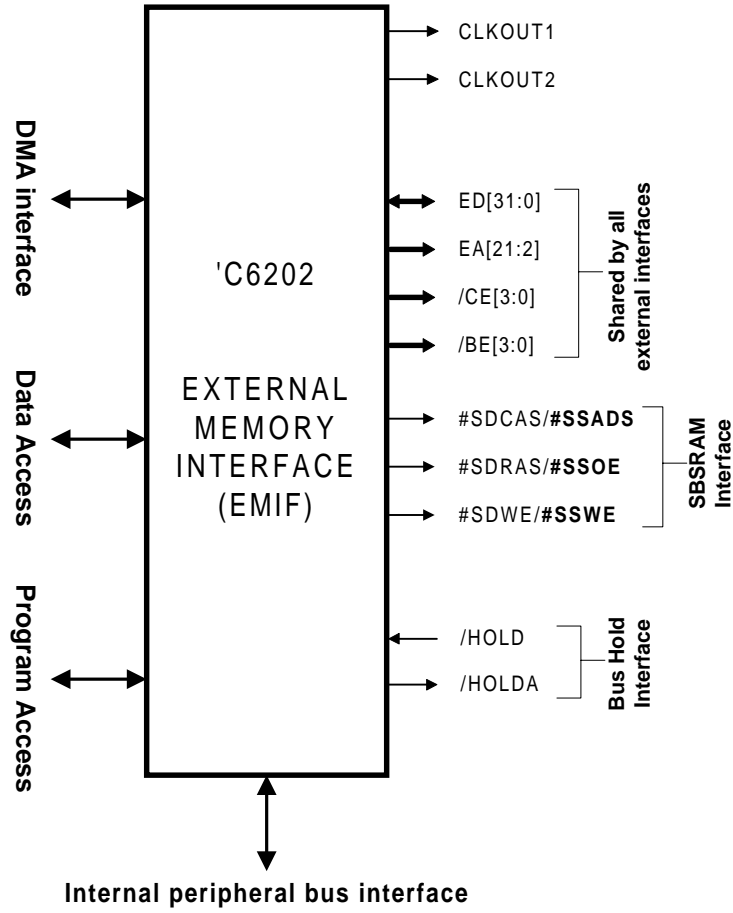 CLKOUT1
CLKOUT2
DMA interface
ED[31:0]
EA[21:2]
/CE[3:0]
/BE[3:0]
Shared by all
external interfaces
'C6202
EXTERNAL
MEMORY
INTERFACE
(EMIF)
Data Access
#SDCAS/#SSADS
#SDRAS/#SSOE
#SDWE/#SSWE
SBSRAM
Interface
Program Access
/HOLD
/HOLDA
Bus Hold
Interface
Internal peripheral bus interface